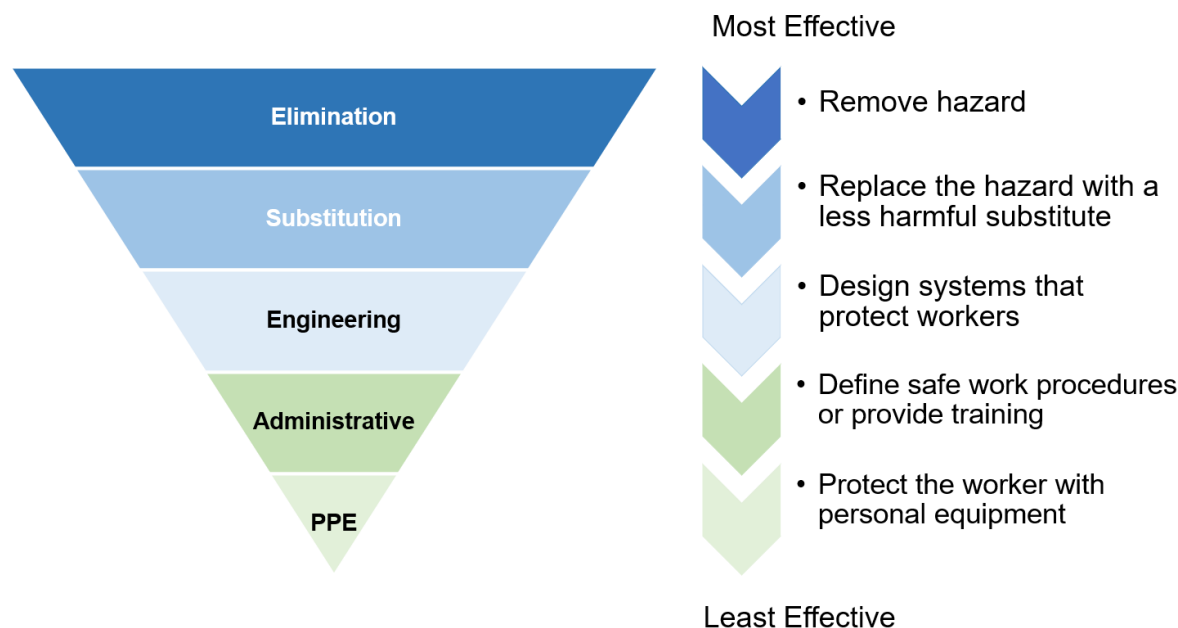 Most Effective
Elimination
• Remove hazard
Substitution
• Replace the hazard with a
less harmful substitute
Engineering
• Design systems that
protect workers
Administrative
• Define safe work procedures
or provide training
PPE
• Protect the worker with
personal equipment
Least Effective